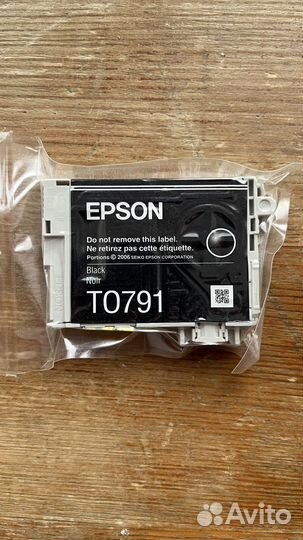 EPSON
Do not remove this label.
Ne retirez pas cette étiquette.
Portions © 2006 SEIKO EPSON CORPORATION
Black
Noir
T0791
Avito